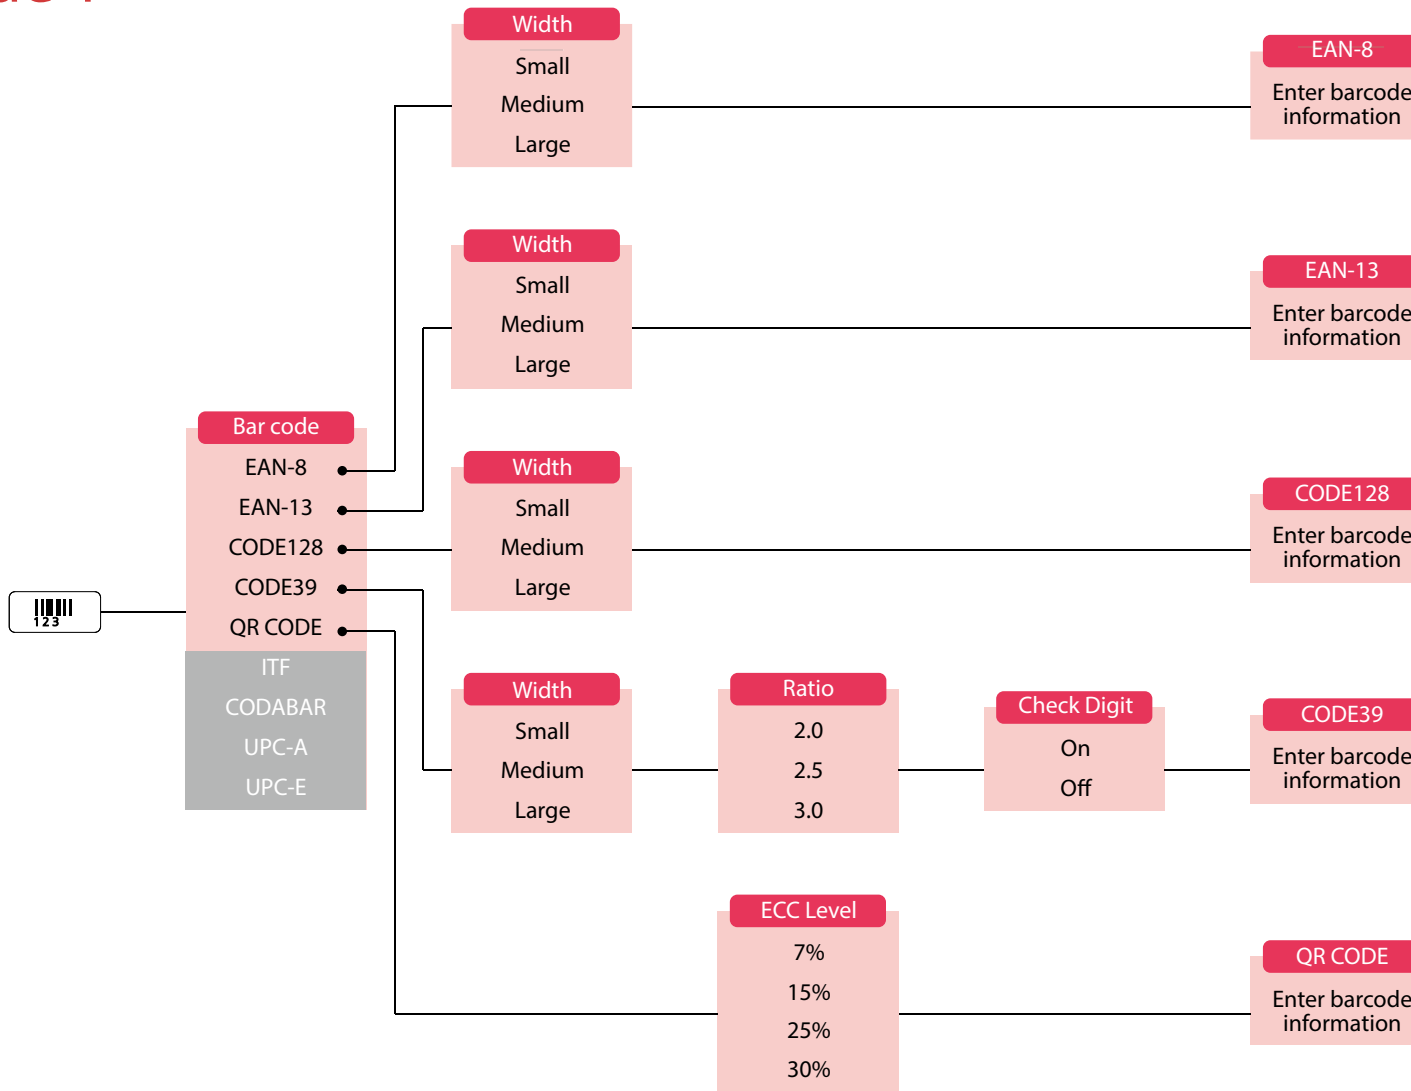 Width
Small
Medium
Large
EAN-8
Enter barcode
information
Width
Small
Medium
Large
EAN-13
Enter barcode
information
Bar code
EAN-8
EAN-13
CODE128
CODE39
QR CODE
ITF
CODABAR
UPC-A
UPC-E
123
Width
Small
Medium
Large
CODE128
Enter barcode
information
Width
Small
Medium
Large
Ratio
2.0
2.5
3.0
Check Digit
On
Off
CODE39
Enter barcode
information
ECC Level
7%
15%
25%
30%
QR CODE
Enter barcode
information